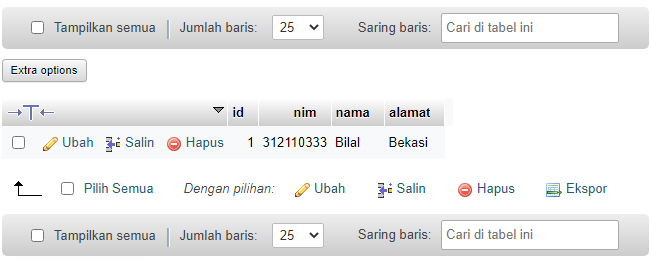 Tampilkan semua Jumlah baris: 25 Saring baris: Cari di tabel ini
Extra options
id nim nama alamat
Ubah Salin Hapus 1 312110333 Bilal Bekasi
Pilih Semua Dengan pilihan: Ubah Salin Hapus Ekspor
Tampilkan semua Jumlah baris: 25 Saring baris: Cari di tabel ini